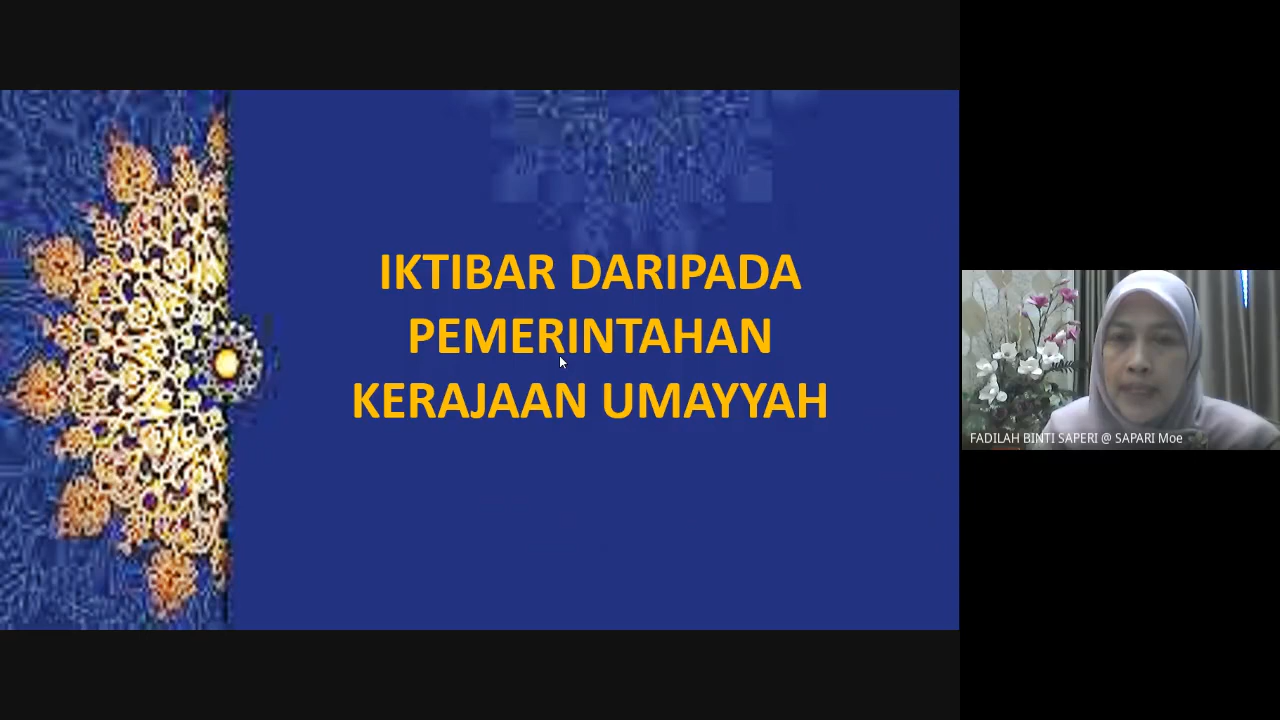 IKTIBAR DARIPADA
PEMERINTAHAN
KERAJAAN UMAYYAH
FADILAH BINTI SAPERI @ SAPARI Moe